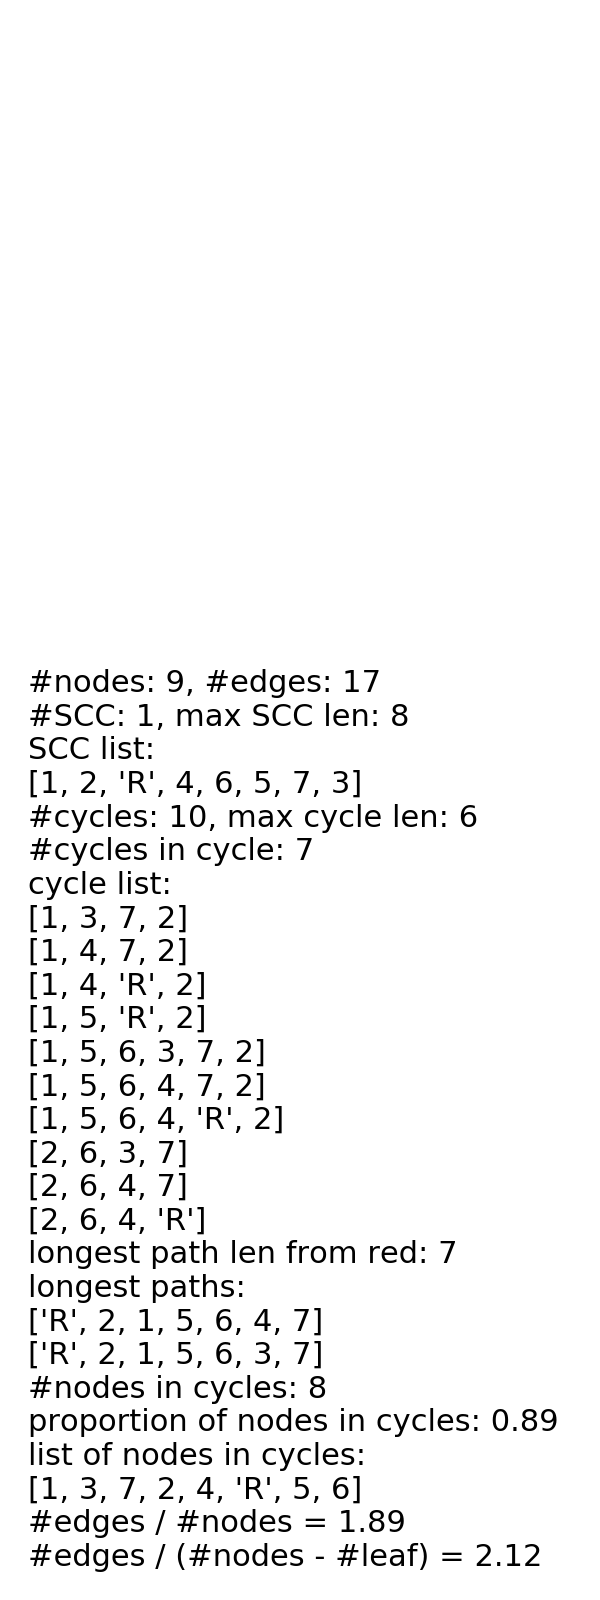 #nodes: 9, #edges: 17
#SCC: 1, max SCC len: 8
SCC list:
[1, 2, 'R', 4, 6, 5, 7, 3]
#cycles: 10, max cycle len: 6
#cycles in cycle: 7
cycle list:
[1, 3, 7, 2]
[1, 4, 7, 2]
[1, 4, 'R', 2]
[1, 5, 'R', 2]
[1, 5, 6, 3, 7, 2]
[1, 5, 6, 4, 7, 2]
[1, 5, 6, 4, 'R', 2]
[2, 6, 3, 7]
[2, 6, 4, 7]
[2, 6, 4, 'R']
longest path len from red: 7
longest paths:
['R', 2, 1, 5, 6, 4, 7]
['R', 2, 1, 5, 6, 3, 7]
#nodes in cycles: 8
proportion of nodes in cycles: 0.89
list of nodes in cycles:
[1, 3, 7, 2, 4, 'R', 5, 6]
#edges / #nodes = 1.89
#edges / (#nodes - #leaf) = 2.12